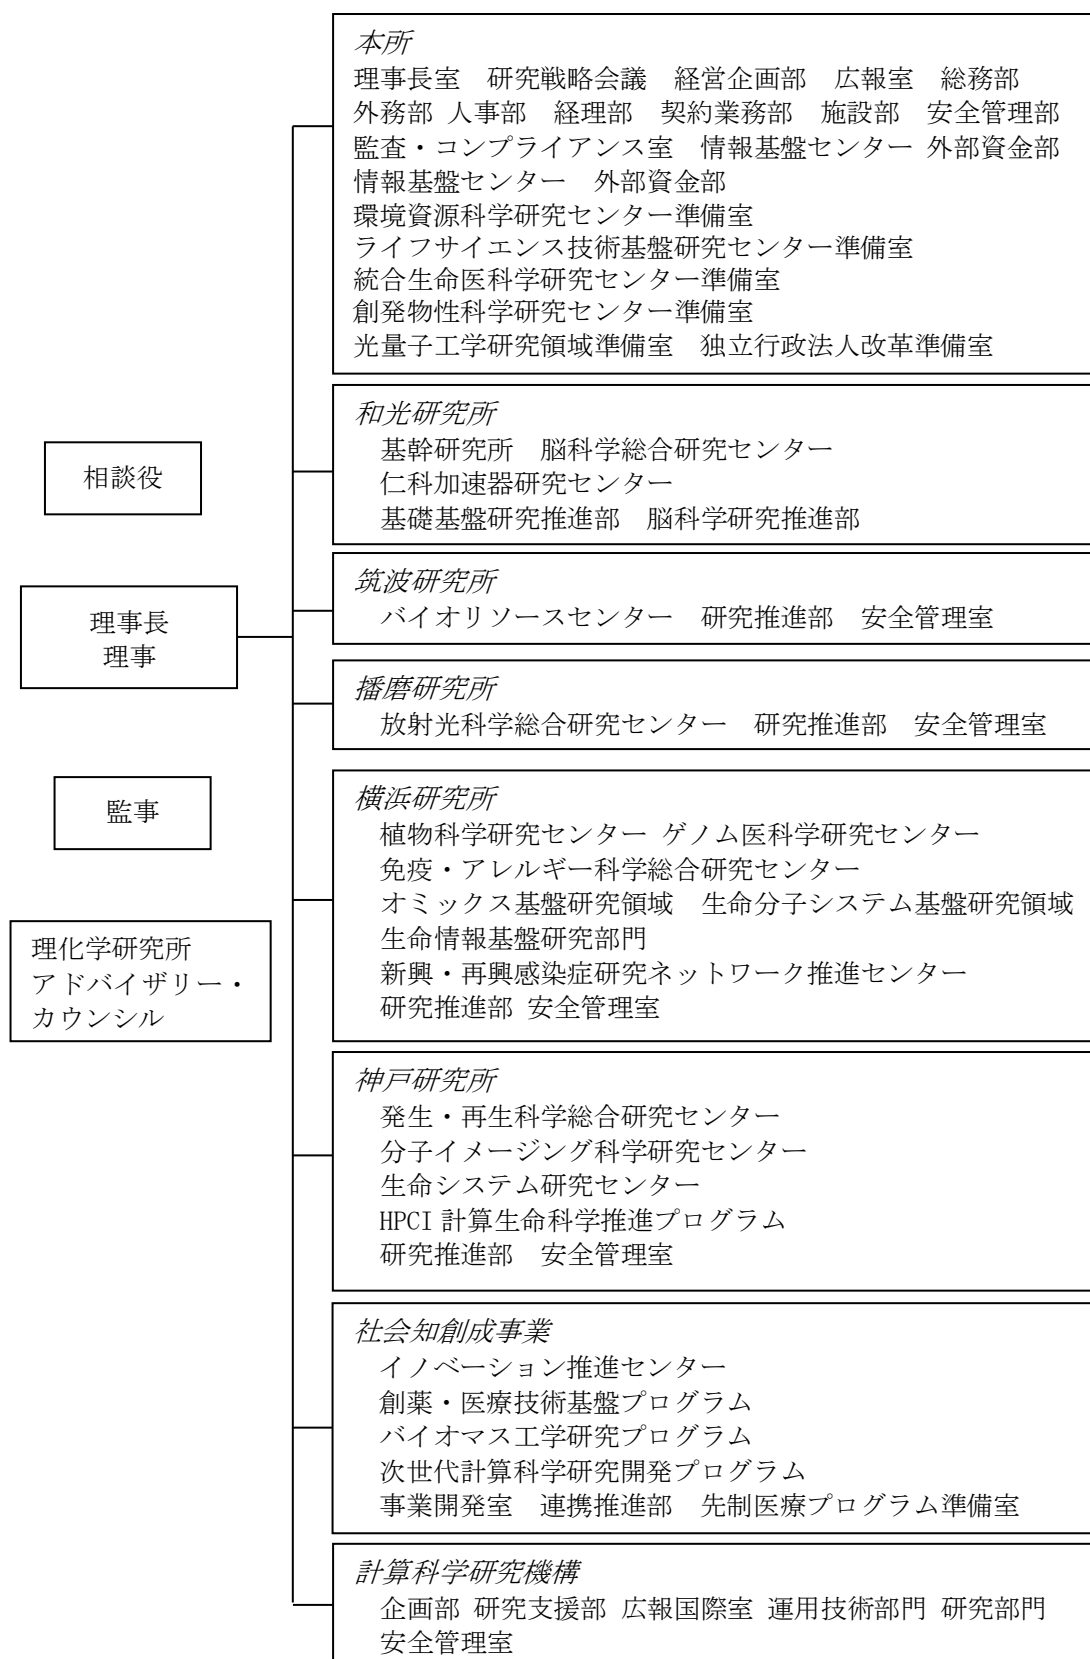 本所
理事長室　研究戦略会議　経営企画部　広報室　総務部
外務部 人事部　経理部　契約業務部　施設部　安全管理部
監査・コンプライアンス室　情報基盤センター 外部資金部
情報基盤センター　外部資金部
環境資源科学研究センター準備室
ライフサイエンス技術基盤研究センター準備室
統合生命医科学研究センター準備室
創発物性科学研究センター準備室
光量子工学研究領域準備室　独立行政法人改革準備室
和光研究所
基幹研究所　脳科学総合研究センター
仁科加速器研究センター
基礎基盤研究推進部　脳科学研究推進部
相談役
筑波研究所
バイオリソースセンター　研究推進部　安全管理室
理事長
理事
播磨研究所
放射光科学総合研究センター　研究推進部　安全管理室
監事
横浜研究所
植物科学研究センター ゲノム医科学研究センター
免疫・アレルギー科学総合研究センター
オミックス基盤研究領域　生命分子システム基盤研究領域
生命情報基盤研究部門
新興・再興感染症研究ネットワーク推進センター
研究推進部 安全管理室
理化学研究所
アドバイザリー・
カウンシル
神戸研究所
発生・再生科学総合研究センター
分子イメージング科学研究センター
生命システム研究センター
HPCI 計算生命科学推進プログラム
研究推進部　安全管理室
社会知創成事業
イノベーション推進センター
創薬・医療技術基盤プログラム
バイオマス工学研究プログラム
次世代計算科学研究開発プログラム
事業開発室　連携推進部　先制医療プログラム準備室
計算科学研究機構
企画部 研究支援部 広報国際室 運用技術部門 研究部門
安全管理室